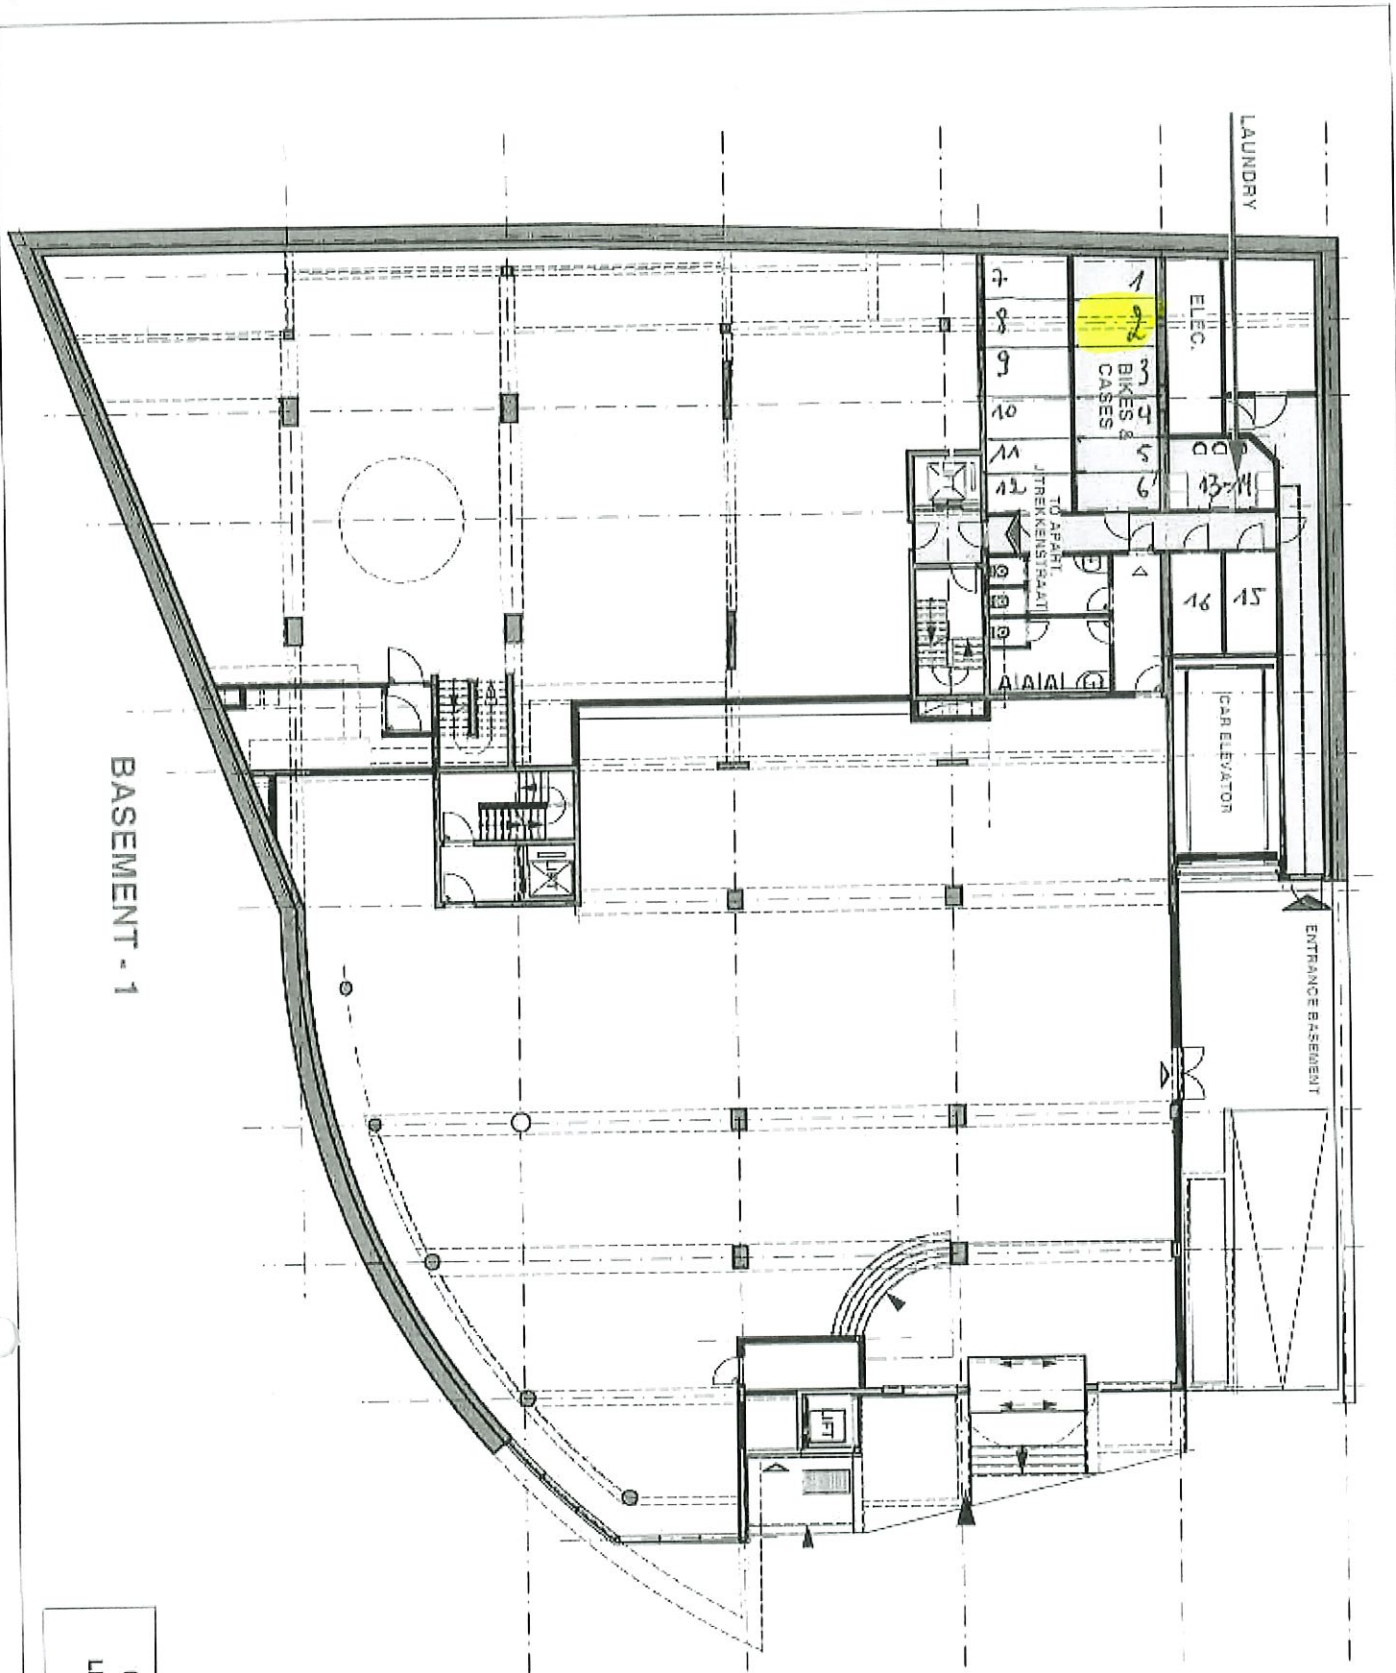 LAUNDRY
ELEC.
1
2
3
4
5
6
7
8
9
10
11
12
BIKES &
CASES
13-14
TO APART.
15
16
CAR ELEVATOR
ENTRANCE BASEMENT
LIFT
LIFT
BASEMENT - 1